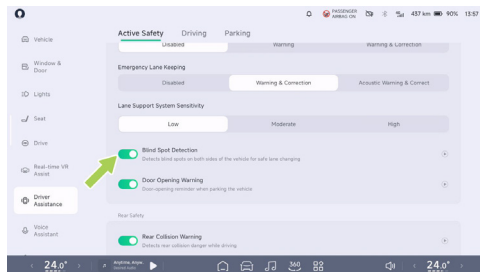 PASSENGER
AIRBAG ON
437 km
90%
13:57
Active Safety
Driving
Parking
Vehicle
Window &
Door
Lights
Seat
Drive
Real-time VR
Assist
Driver
Assistance
Voice
Assistant
Disabled
Warning
Warning & Correction
Emergency Lane Keeping
Disabled
Warning & Correction
Acoustic Warning & Correct
Lane Support System Sensitivity
Low
Moderate
High
Blind Spot Detection
Detects blind spots on both sides of the vehicle for safe lane changing
Door Opening Warning
Door-opening reminder when parking the vehicle
Rear Safety
Rear Collision Warning
Detects rear collision danger while driving
24.0°
360
24.0°